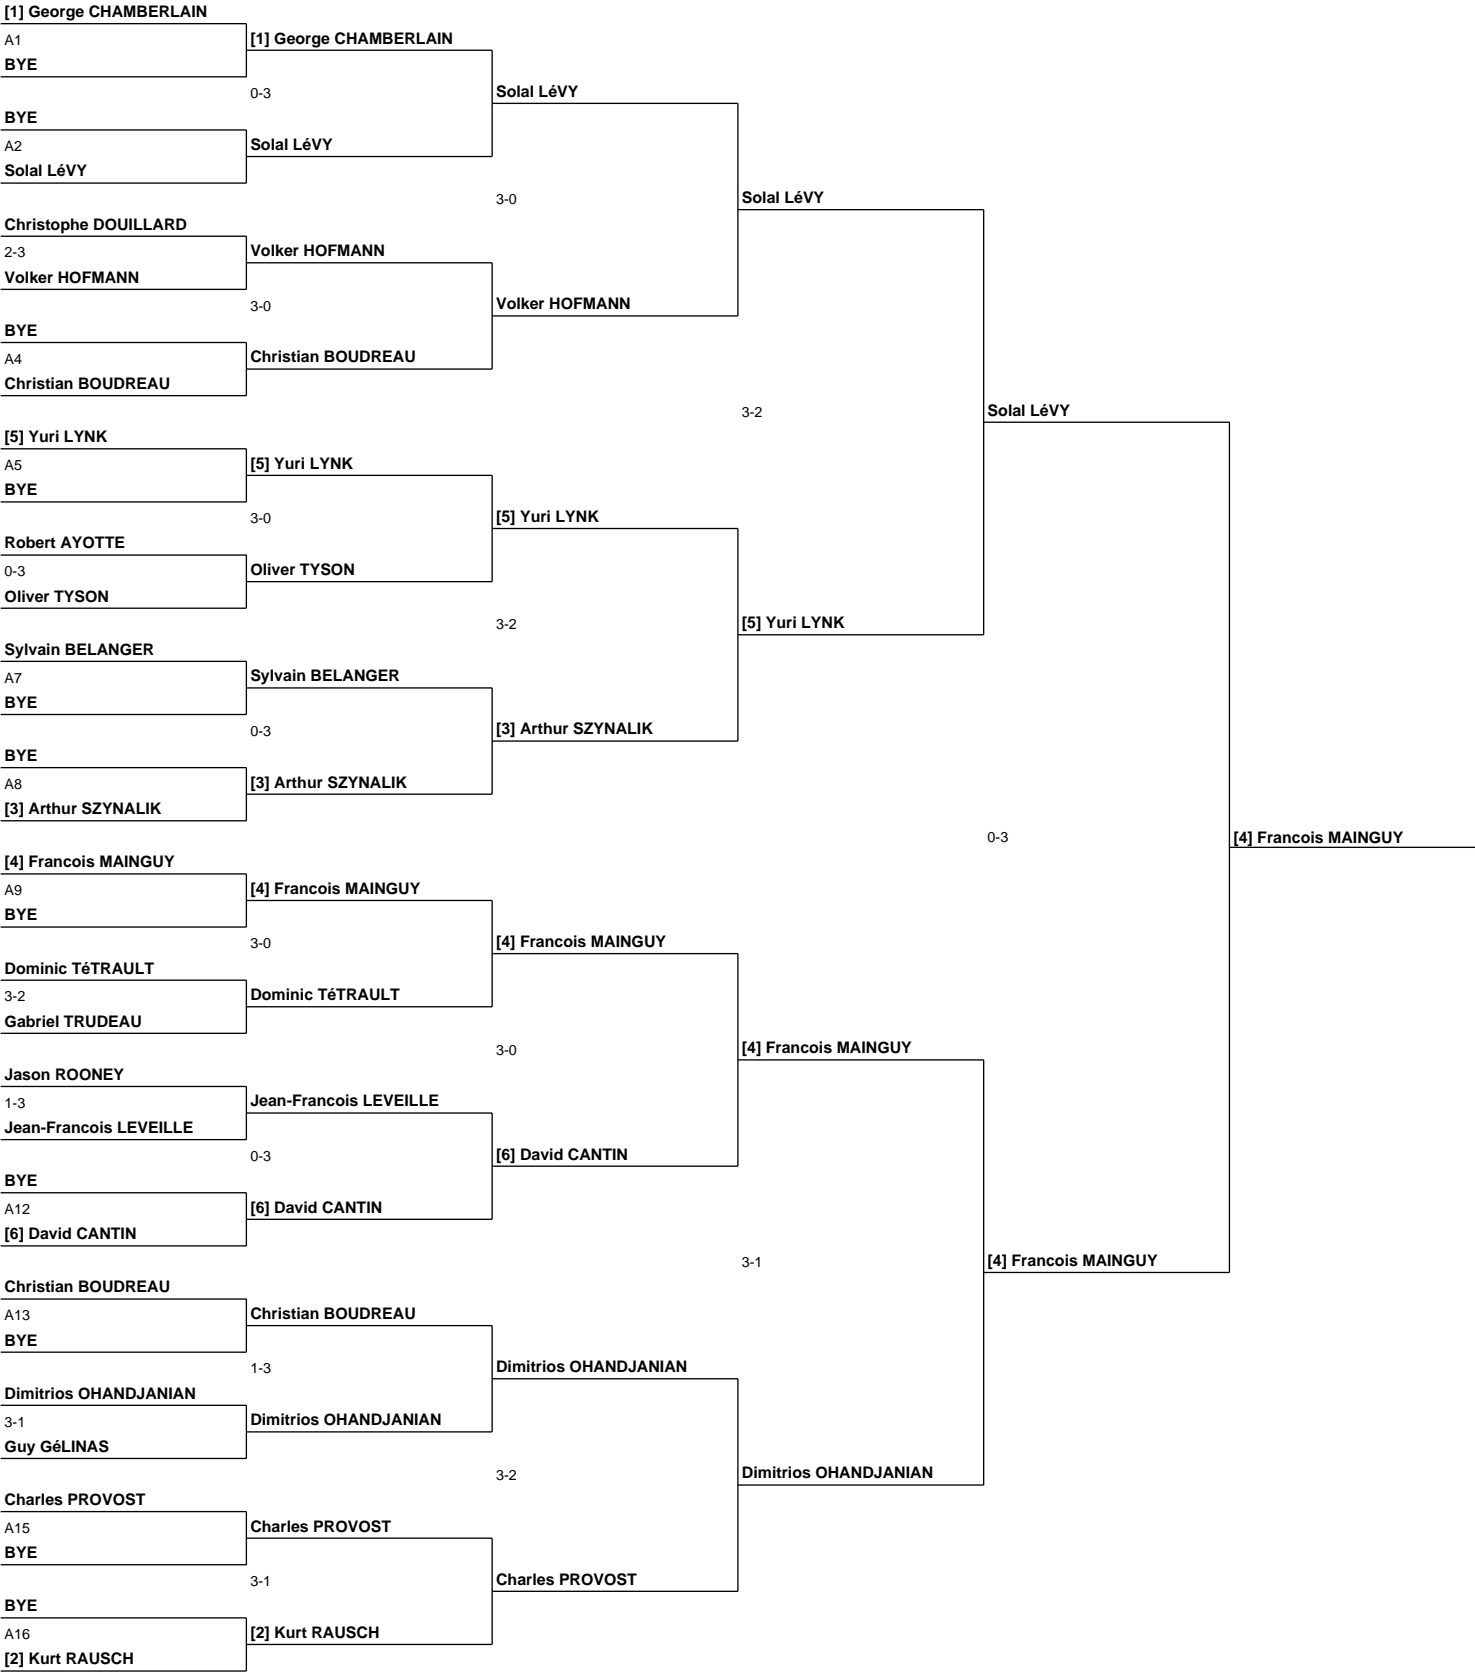 [1] George CHAMBERLAIN
A1
[1] George CHAMBERLAIN
BYE
0-3
Solal LéVY
BYE
A2
Solal LéVY
Solal LéVY
3-0
Solal LéVY
Christophe DOUILLARD
2-3
Volker HOFMANN
Volker HOFMANN
3-0
Volker HOFMANN
BYE
A4
Christian BOUDREAU
Christian BOUDREAU
3-2
Solal LéVY
[5] Yuri LYNK
A5
[5] Yuri LYNK
BYE
3-0
[5] Yuri LYNK
Robert AYOTTE
0-3
Oliver TYSON
Oliver TYSON
3-2
[5] Yuri LYNK
Sylvain BELANGER
A7
Sylvain BELANGER
BYE
0-3
[3] Arthur SZYNALIK
BYE
A8
[3] Arthur SZYNALIK
[3] Arthur SZYNALIK
0-3
[4] Francois MAINGUY
[4] Francois MAINGUY
A9
[4] Francois MAINGUY
BYE
3-0
[4] Francois MAINGUY
Dominic TéTRAULT
3-2
Dominic TéTRAULT
Gabriel TRUDEAU
3-0
[4] Francois MAINGUY
Jason ROONEY
1-3
Jean-Francois LEVEILLE
Jean-Francois LEVEILLE
0-3
[6] David CANTIN
BYE
A12
[6] David CANTIN
[6] David CANTIN
3-1
[4] Francois MAINGUY
Christian BOUDREAU
A13
Christian BOUDREAU
BYE
1-3
Dimitrios OHANDJANIAN
Dimitrios OHANDJANIAN
3-1
Dimitrios OHANDJANIAN
Guy GéLINAS
3-2
Dimitrios OHANDJANIAN
Charles PROVOST
A15
Charles PROVOST
BYE
3-1
Charles PROVOST
BYE
A16
[2] Kurt RAUSCH
[2] Kurt RAUSCH